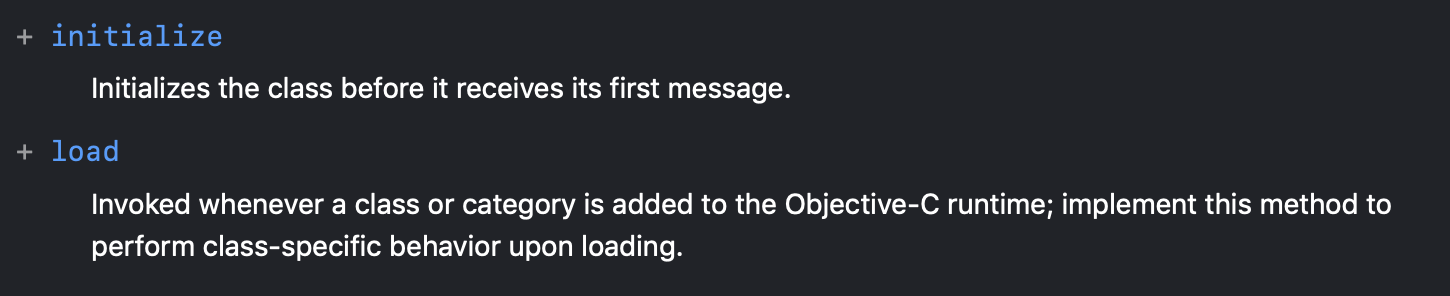 + initialize
Initializes the class before it receives its first message.
+ load
Invoked whenever a class or category is added to the Objective-C runtime; implement this method to
perform class-specific behavior upon loading.